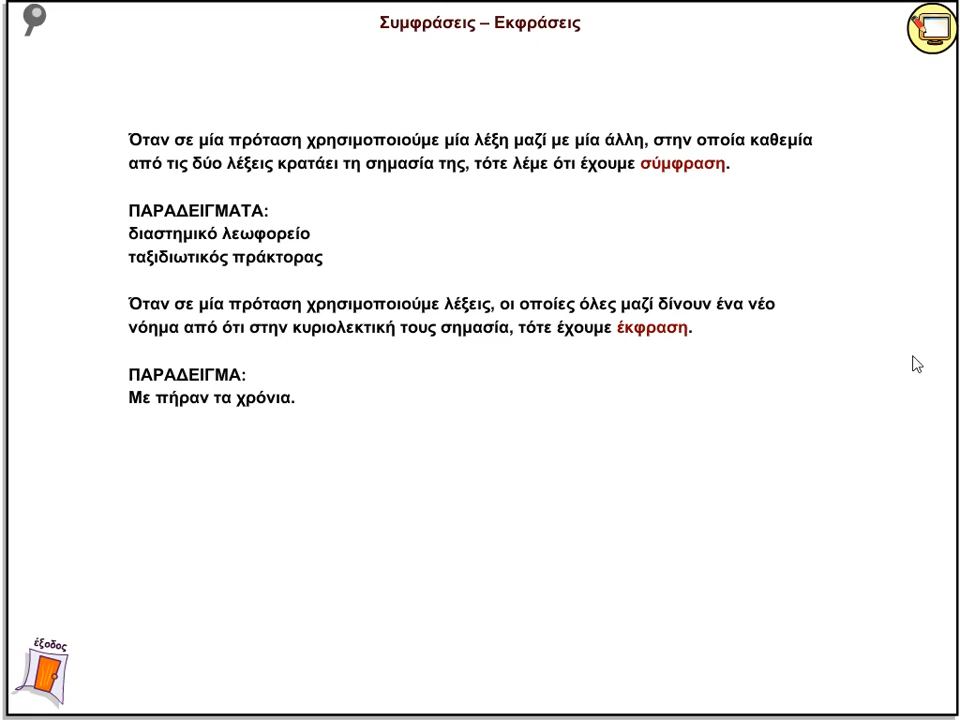 Συμφράσεις – Εκφράσεις
Όταν σε μία πρόταση χρησιμοποιούμε μία λέξη μαζί με μία άλλη, στην οποία καθεμία
από τις δύο λέξεις κρατάει τη σημασία της, τότε λέμε ότι έχουμε σύμφραση.
ΠΑΡΑΔΕΙΓΜΑΤΑ:
διαστημικό λεωφορείο
ταξιδιωτικός πράκτορας
Όταν σε μία πρόταση χρησιμοποιούμε λέξεις, οι οποίες όλες μαζί δίνουν ένα νέο
νόημα από ότι στην κυριολεκτική τους σημασία, τότε έχουμε έκφραση.
ΠΑΡΑΔΕΙΓΜΑ:
Με πήραν τα χρόνια.
έξοδος